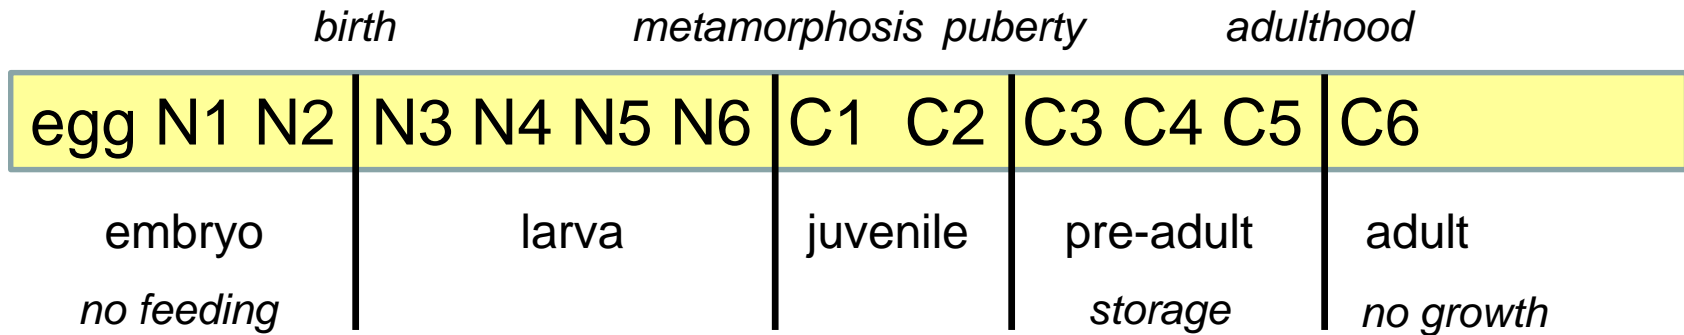 birth metamorphosis puberty adulthood
egg N1 N2 N3 N4 N5 N6 C1 C2 C3 C4 C5 C6
embryo larva juvenile pre-adult adult
no feeding storage no growth